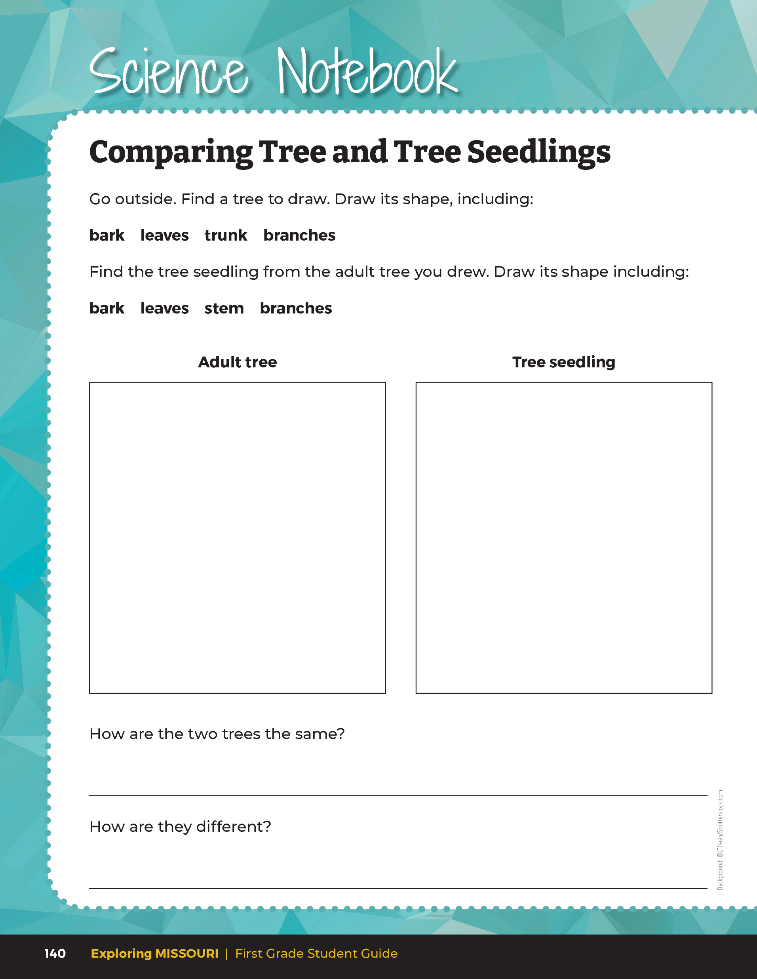 Science Notebook
Comparing Tree and Tree Seedlings
Go outside. Find a tree to draw. Draw its shape, including:
bark leaves trunk branches
Find the tree seedling from the adult tree you drew. Draw its shape including:
bark leaves stem branches
Adult tree Tree seedling
How are the two trees the same?
How are they different?
140 Exploring MISSOURI | First Grade Student Guide